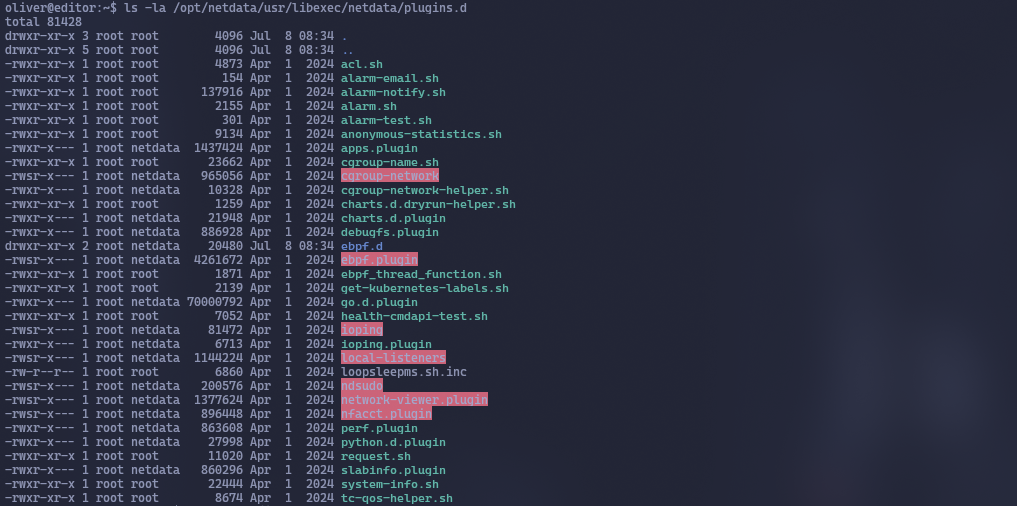 oliver@editor:~$ ls -la /opt/netdata/usr/libexec/netdata/plugins.d
total 81428
drwxr-xr-x 3 root root        4096 Jul  8 08:34 .
drwxr-xr-x 5 root root        4096 Jul  8 08:34 ..
-rwxr-xr-x 1 root root        4873 Apr  1  2024 acl.sh
-rwxr-xr-x 1 root root         154 Apr  1  2024 alarm-email.sh
-rwxr-xr-x 1 root root      137916 Apr  1  2024 alarm-notify.sh
-rwxr-xr-x 1 root root        2155 Apr  1  2024 alarm.sh
-rwxr-xr-x 1 root root         301 Apr  1  2024 alarm-test.sh
-rwxr-xr-x 1 root root        9134 Apr  1  2024 anonymous-statistics.sh
-rwxr-x--- 1 root netdata  1437424 Apr  1  2024 apps.plugin
-rwxr-xr-x 1 root root       23662 Apr  1  2024 cgroup-name.sh
-rwsr-x--- 1 root netdata   965056 Apr  1  2024 cgroup-network
-rwxr-x--- 1 root netdata    10328 Apr  1  2024 cgroup-network-helper.sh
-rwxr-xr-x 1 root root        1259 Apr  1  2024 charts.d.dryrun-helper.sh
-rwxr-x--- 1 root netdata    21948 Apr  1  2024 charts.d.plugin
-rwxr-x--- 1 root netdata   886928 Apr  1  2024 debugfs.plugin
drwxr-xr-x 2 root netdata    20480 Jul  8 08:34 ebpf.d
-rwsr-x--- 1 root netdata  4261672 Apr  1  2024 ebpf.plugin
-rwxr-xr-x 1 root root        1871 Apr  1  2024 ebpf_thread_function.sh
-rwxr-xr-x 1 root root        2139 Apr  1  2024 get-kubernetes-labels.sh
-rwxr-x--- 1 root netdata 70000792 Apr  1  2024 go.d.plugin
-rwxr-xr-x 1 root root        7052 Apr  1  2024 health-cmdapi-test.sh
-rwsr-x--- 1 root netdata    81472 Apr  1  2024 ioping
-rwxr-x--- 1 root netdata     6713 Apr  1  2024 ioping.plugin
-rwsr-x--- 1 root netdata  1144224 Apr  1  2024 local-listeners
-rw-r--r-- 1 root root        6860 Apr  1  2024 loopsleepms.sh.inc
-rwsr-x--- 1 root netdata   200576 Apr  1  2024 ndsudo
-rwsr-x--- 1 root netdata  1377624 Apr  1  2024 network-viewer.plugin
-rwsr-x--- 1 root netdata   896448 Apr  1  2024 nfacct.plugin
-rwxr-x--- 1 root netdata   863608 Apr  1  2024 perf.plugin
-rwxr-x--- 1 root netdata    27998 Apr  1  2024 python.d.plugin
-rwxr-xr-x 1 root root       11020 Apr  1  2024 request.sh
-rwxr-x--- 1 root netdata   860296 Apr  1  2024 slabinfo.plugin
-rwxr-xr-x 1 root root       22444 Apr  1  2024 system-info.sh
-rwxr-xr-x 1 root root        8674 Apr  1  2024 tc-qos-helper.sh